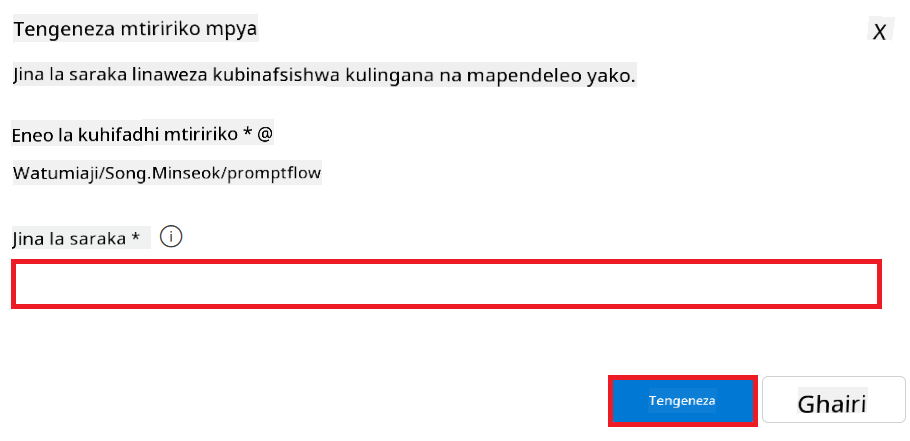 Tengeneza mtiririko mpya
X
Jina la saraka linaweza kubinafsishwa kulingana na mapendeleo yako.
Eneo la kuhifadhi mtiririko * @
Watumiaji/Song.Minseok/promptflow
Jina la saraka * i
Tengeneza
Ghairi